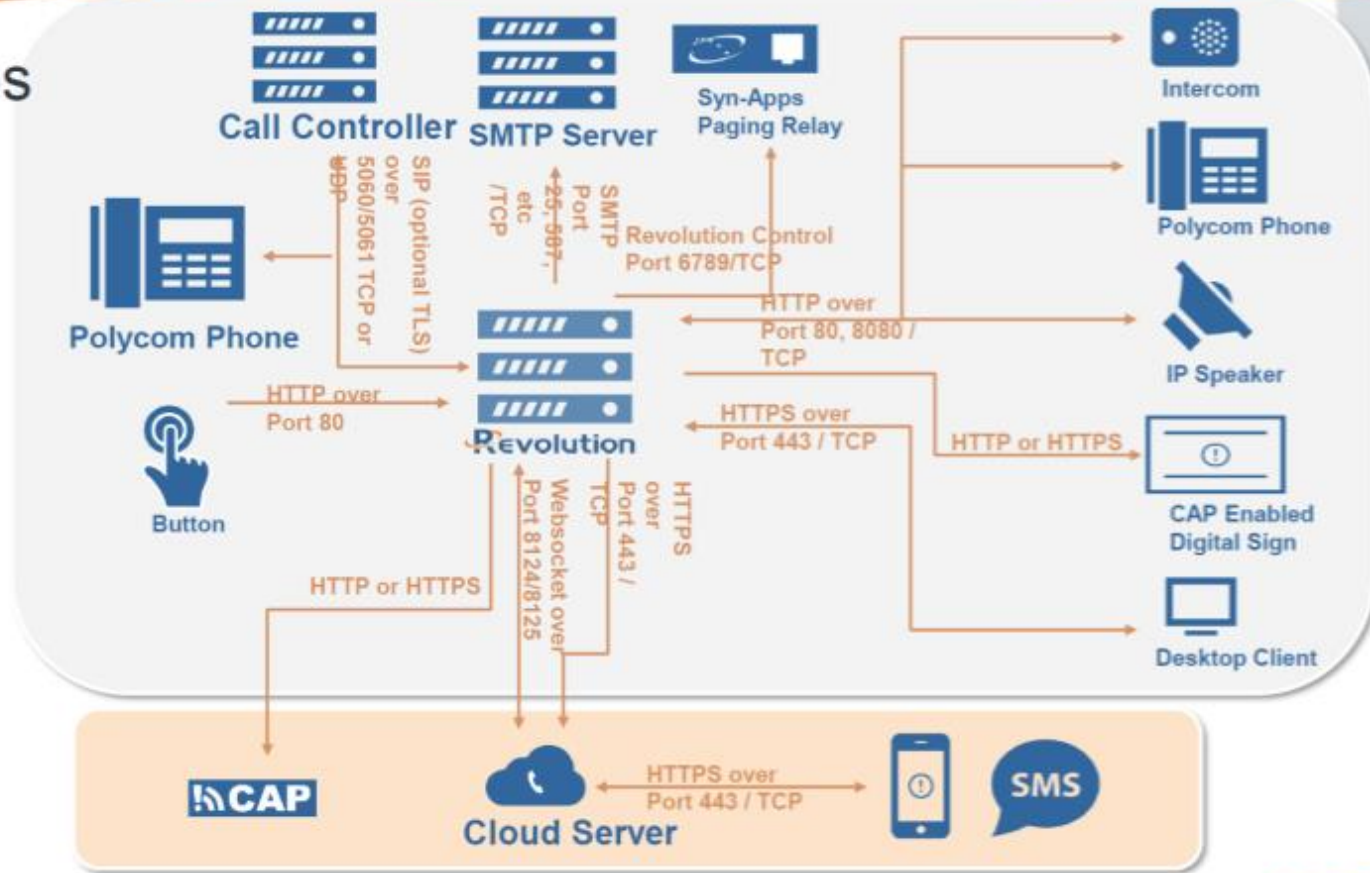 s
Call Controller
SMTP Server
Syn-Apps
Paging Relay
Intercom
Polycom Phone
SIP (optional TLS)
over
5060/5061 TCP or
UDP
SMTP
Port
25, 587,
etc
/TCP
Revolution Control
Port 6789/TCP
Polycom Phone
HTTP over
Port 80, 8080 /
TCP
IP Speaker
HTTP over
Port 80
Revolution
HTTPS over
Port 443 / TCP
HTTP or HTTPS
CAP Enabled
Digital Sign
Button
Websocket over
Port 8124/8125
HTTPS
over
Port 443 /
TCP
HTTP or HTTPS
Desktop Client
CAP
Cloud Server
HTTPS over
Port 443 / TCP
SMS